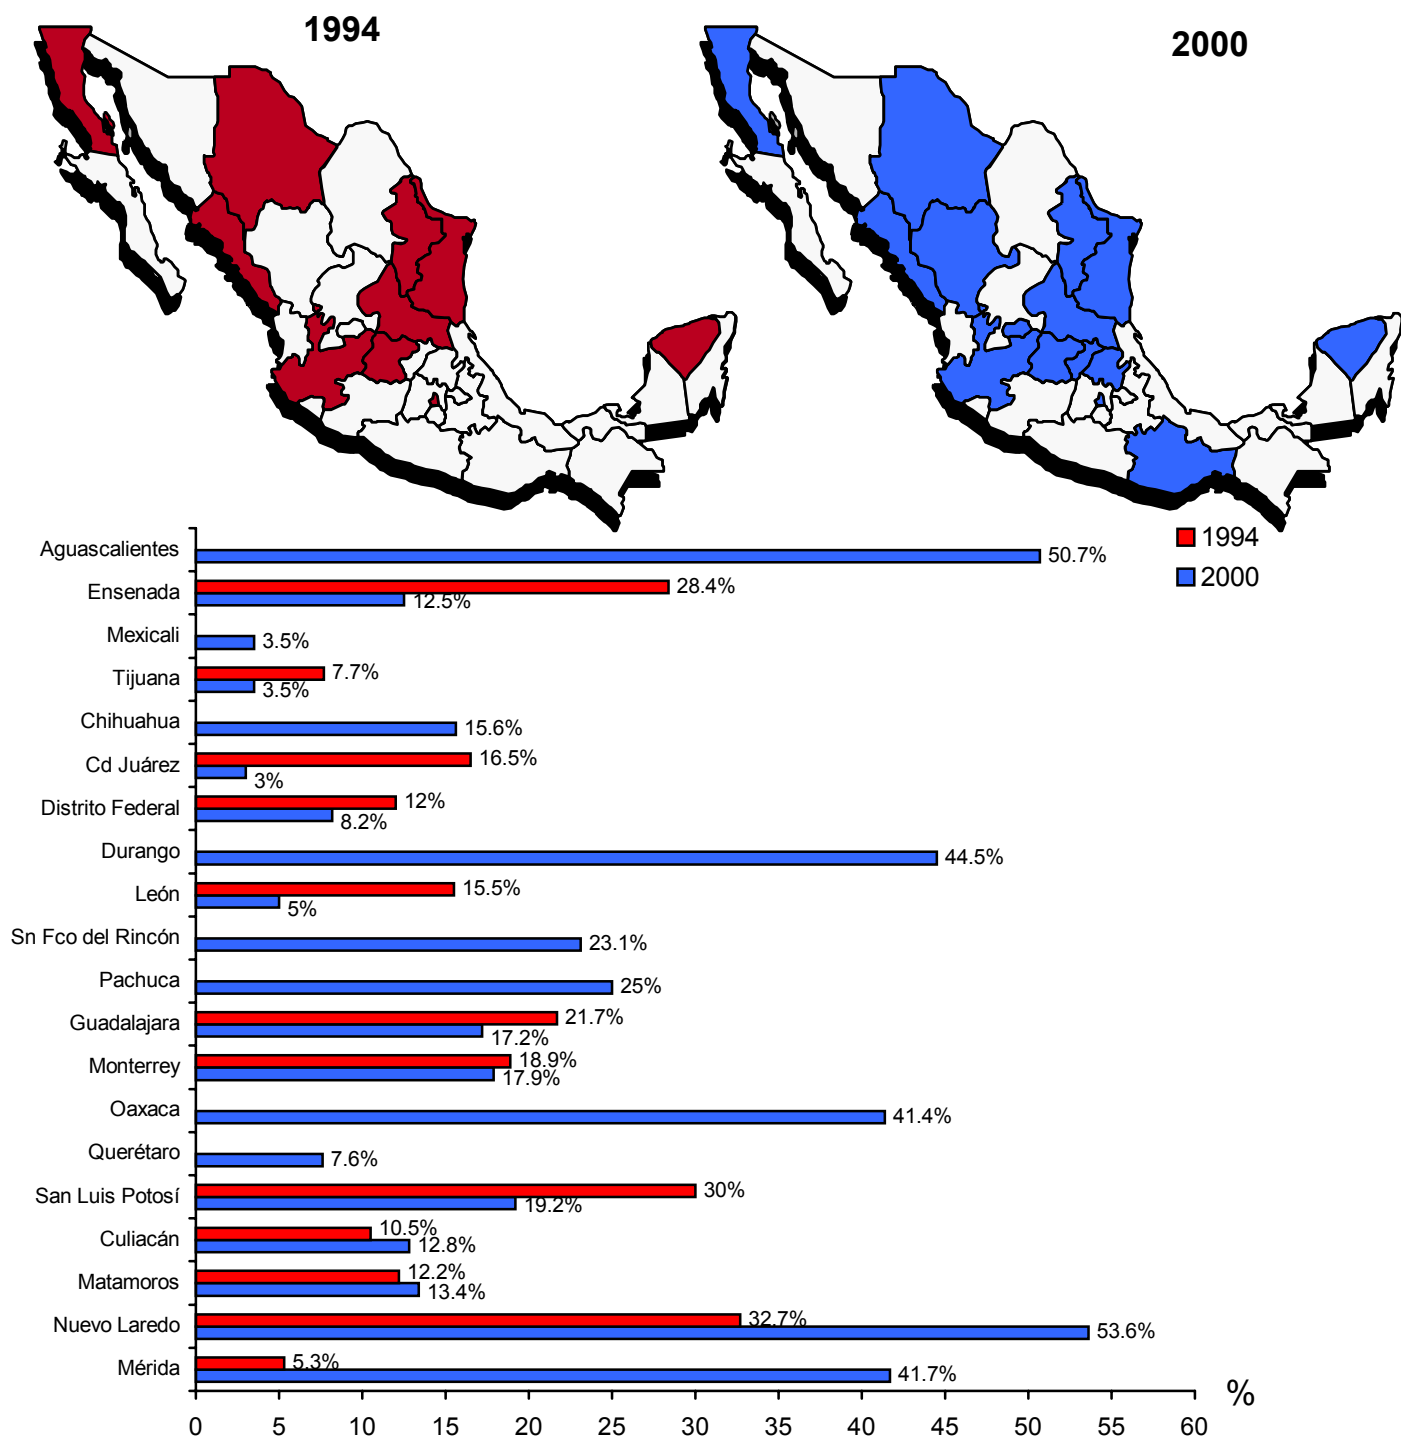 1994
2000
1994
2000
Aguascalientes
50.7%
Ensenada
28.4%
12.5%
Mexicali
3.5%
Tijuana
7.7%
3.5%
Chihuahua
15.6%
Cd Juárez
16.5%
3%
Distrito Federal
12%
8.2%
Durango
44.5%
León
15.5%
5%
Sn Fco del Rincón
23.1%
Pachuca
25%
Guadalajara
21.7%
17.2%
Monterrey
18.9%
17.9%
Oaxaca
41.4%
Querétaro
7.6%
San Luis Potosí
30%
19.2%
Culiacán
10.5%
12.8%
Matamoros
12.2%
13.4%
Nuevo Laredo
32.7%
53.6%
Mérida
5.3%
41.7%
%
0 5 10 15 20 25 30 35 40 45 50 55 60